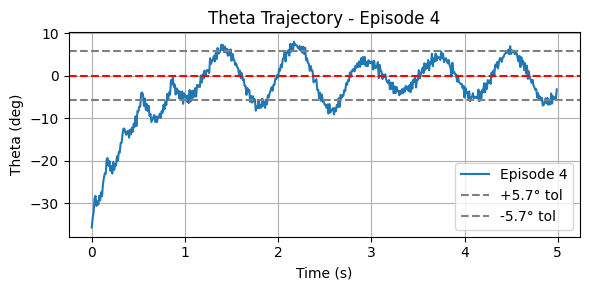 Theta Trajectory - Episode 4
Theta (deg)
10
0
−10
−20
−30
0
1
2
3
4
5
Time (s)
Episode 4
+5.7° tol
-5.7° tol